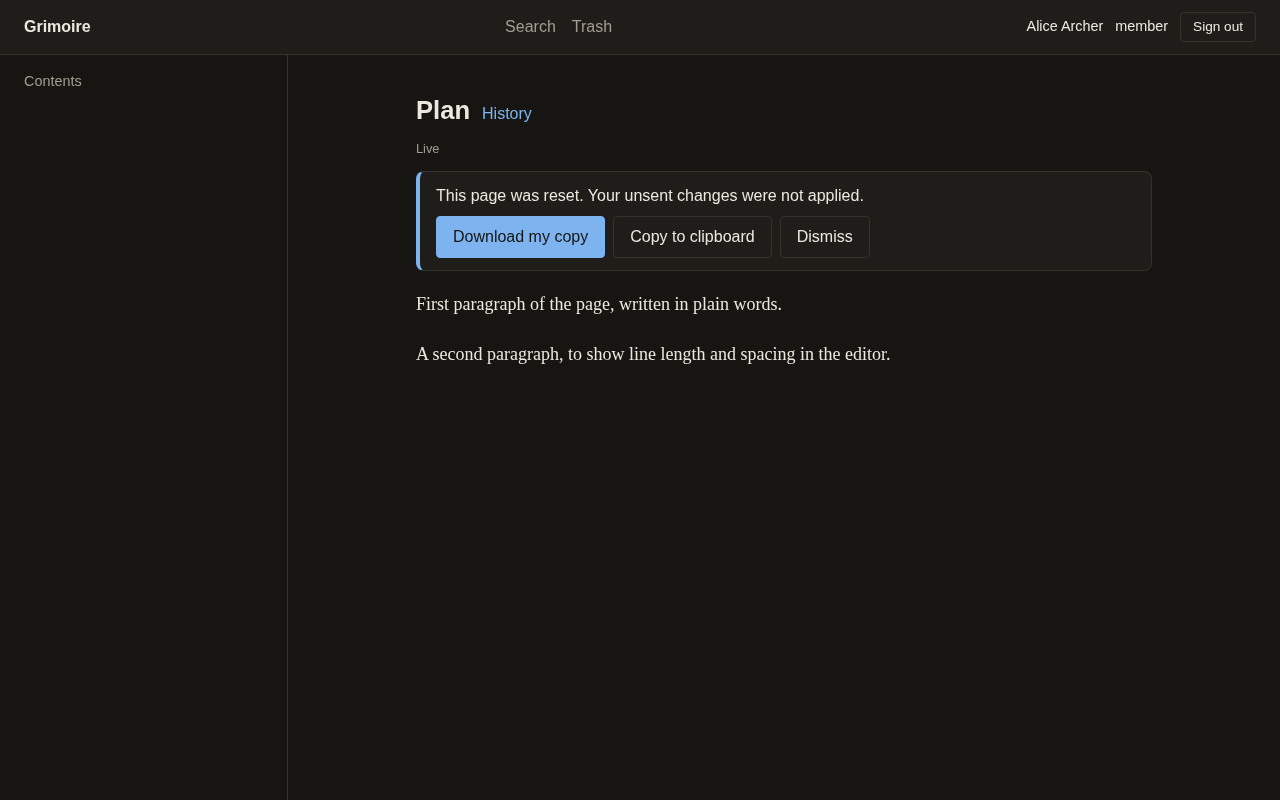 Grimoire
Search Trash
Alice Archer member Sign out
Contents
Plan History
Live
This page was reset. Your unsent changes were not applied.
Download my copy Copy to clipboard Dismiss
First paragraph of the page, written in plain words.
A second paragraph, to show line length and spacing in the editor.